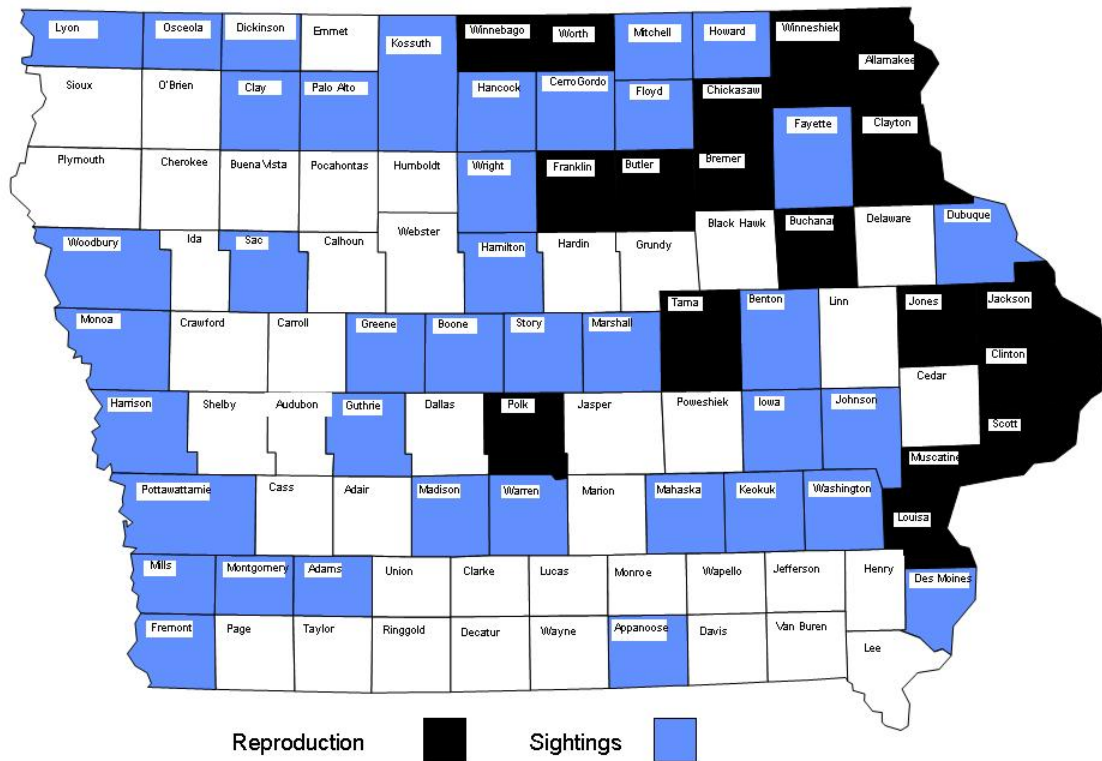 Lyon
Osceola
Dickinson
Emmet
Kossuth
Winnebago
Worth
Mitchell
Howard
Winneshiek
Allamakee
Sioux
O'Brien
Clay
Palo Alto
Hancock
Cerro Gordo
Floyd
Chickasaw
Fayette
Clayton
Plymouth
Cherokee
Buena Vista
Pocahontas
Humboldt
Wright
Franklin
Butler
Bremer
Woodbury
Ida
Sac
Calhoun
Webster
Hamilton
Hardin
Grundy
Black Hawk
Buchanan
Delaware
Dubuque
Monoa
Crawford
Carroll
Greene
Boone
Story
Marshall
Tama
Benton
Linn
Jones
Jackson
Clinton
Harrison
Shelby
Audubon
Guthrie
Dallas
Polk
Jasper
Poweshiek
Iowa
Johnson
Cedar
Scott
Muscatine
Pottawattamie
Cass
Adair
Madison
Warren
Marion
Mahaska
Keokuk
Washington
Louisa
Mills
Montgomery
Adams
Union
Clarke
Lucas
Monroe
Wapello
Jefferson
Henry
Des Moines
Fremont
Page
Taylor
Ringgold
Decatur
Wayne
Appanoose
Davis
Van Buren
Lee
Reproduction
Sightings